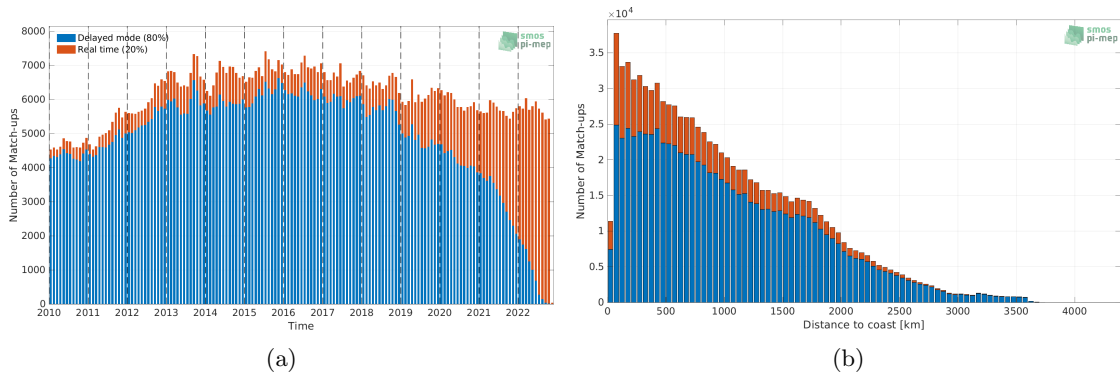 8000
7000
6000
5000
4000
3000
2000
1000
0
Number of Match-ups
Delayed mode (80%)
Real time (20%)
smos
pi-mep
2010 2011 2012 2013 2014 2015 2016 2017 2018 2019 2020 2021 2022
Time
(a)
×10⁴
3.5
3
2.5
2
1.5
1
0.5
0
Number of Match-ups
smos
pi-mep
0 500 1000 1500 2000 2500 3000 3500 4000
Distance to coast [km]
(b)